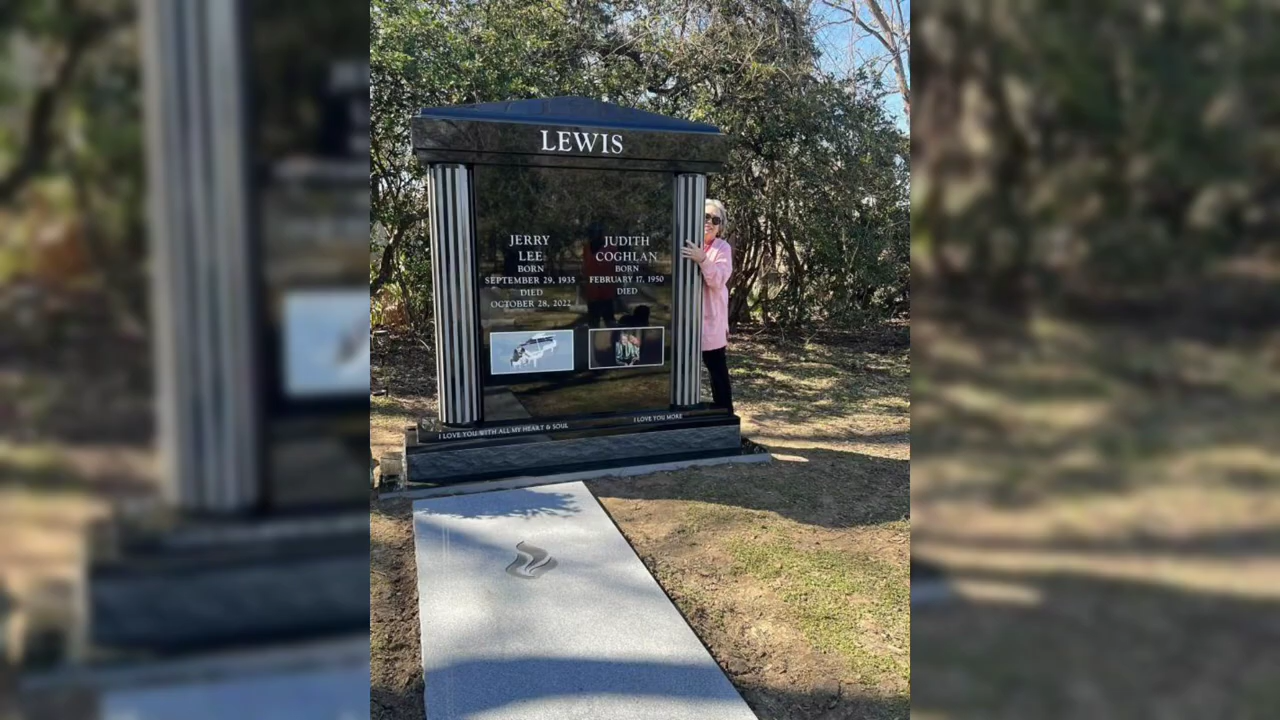 LEWIS
JERRY
LEE
BORN
SEPTEMBER 29, 1935
DIED
OCTOBER 28, 2022
JUDITH
COGHLAN
BORN
FEBRUARY 17, 1950
DIED
I LOVE YOU WITH ALL MY HEART & SOUL
I LOVE YOU MORE